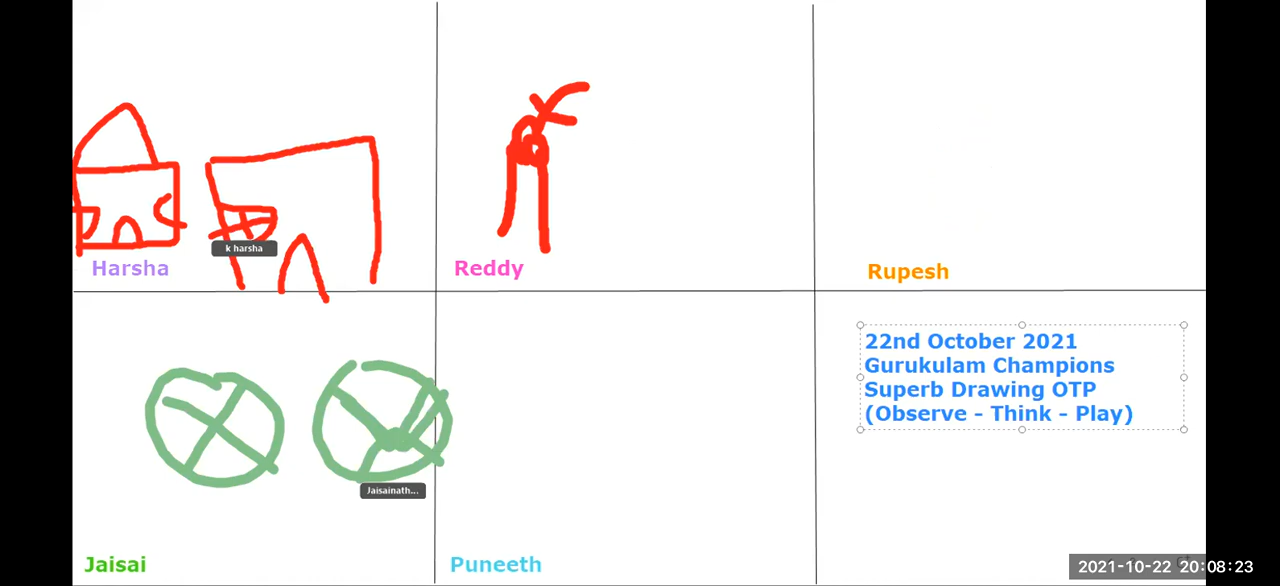 k harsha
Harsha
Reddy
Rupesh
22nd October 2021
Gurukulam Champions
Superb Drawing OTP
(Observe - Think - Play)
Jaisainath...
Jaisai
Puneeth
2021-10-22 20:08:23